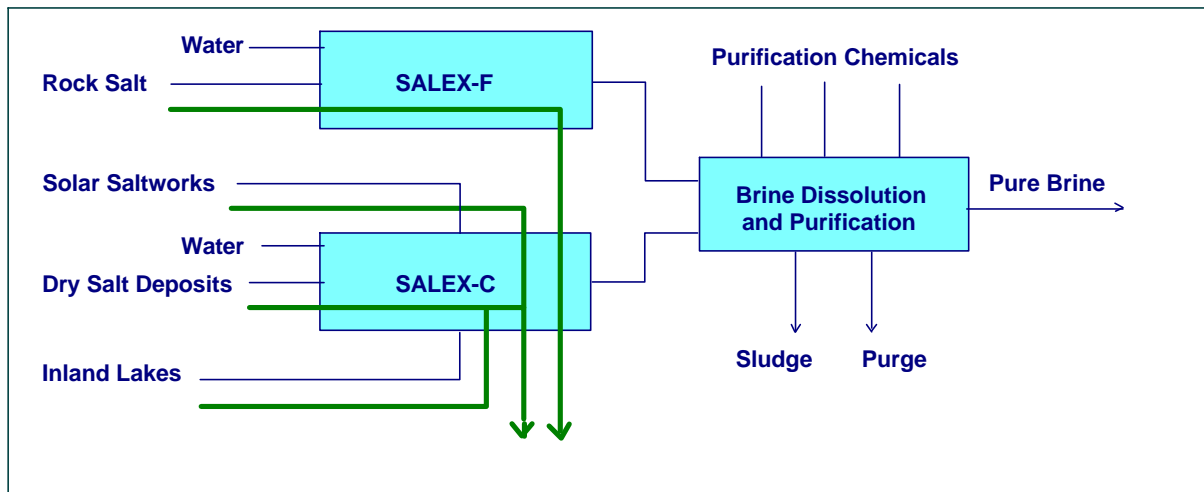 Water
Rock Salt
SALEX-F
Purification Chemicals
Solar Saltworks
Brine Dissolution
and Purification
Pure Brine
Water
Dry Salt Deposits
SALEX-C
Inland Lakes
Sludge
Purge